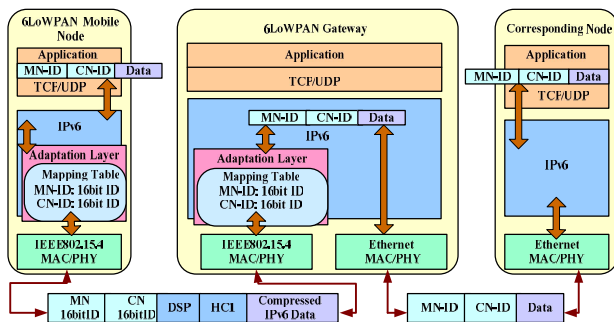 6LoWPAN Mobile
Node
Application
MN-ID CN-ID Data
TCF/UDP
IPv6
Adaptation Layer
Mapping Table
MN-ID: 16bit ID
CN-ID: 16bit ID
IEEE802.15.4
MAC/PHY
6LoWPAN Gateway
Application
TCF/UDP
MN-ID CN-ID Data
IPv6
Adaptation Layer
Mapping Table
MN-ID: 16bit ID
CN-ID: 16bit ID
IEEE802.15.4
MAC/PHY
Ethernet
MAC/PHY
Corresponding Node
Application
MN-ID CN-ID Data
TCF/UDP
IPv6
Ethernet
MAC/PHY
MN
16bitID
CN
16bitID
DSP
HC1
Compressed
IPv6 Data
MN-ID CN-ID Data